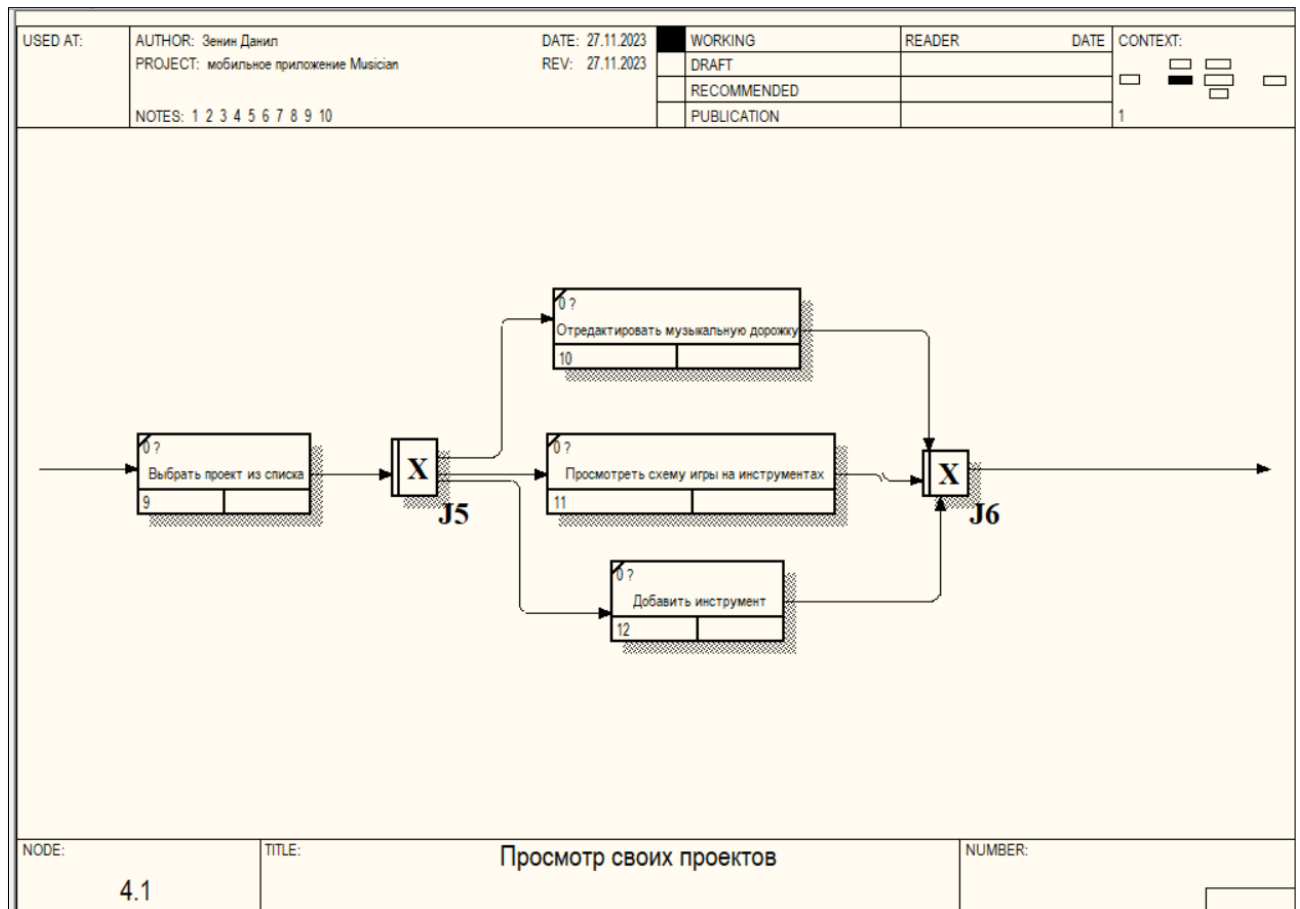 USED AT:
AUTHOR: Зенин Данил
DATE: 27.11.2023
PROJECT: мобильное приложение Musician
REV: 27.11.2023
NOTES: 1 2 3 4 5 6 7 8 9 10
WORKING
DRAFT
RECOMMENDED
PUBLICATION
READER DATE
CONTEXT:
1
0 ?
Отредактировать музыкальную дорожку
10
0 ?
Выбрать проект из списка
9
X
J5
0 ?
Просмотреть схему игры на инструментах
11
X
J6
0 ?
Добавить инструмент
12
NODE:
4.1
TITLE:
Просмотр своих проектов
NUMBER: